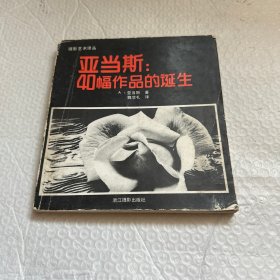 摄影艺术译丛
亚当斯：
40幅作品的诞生
A·亚当斯 著
浙江摄影出版社